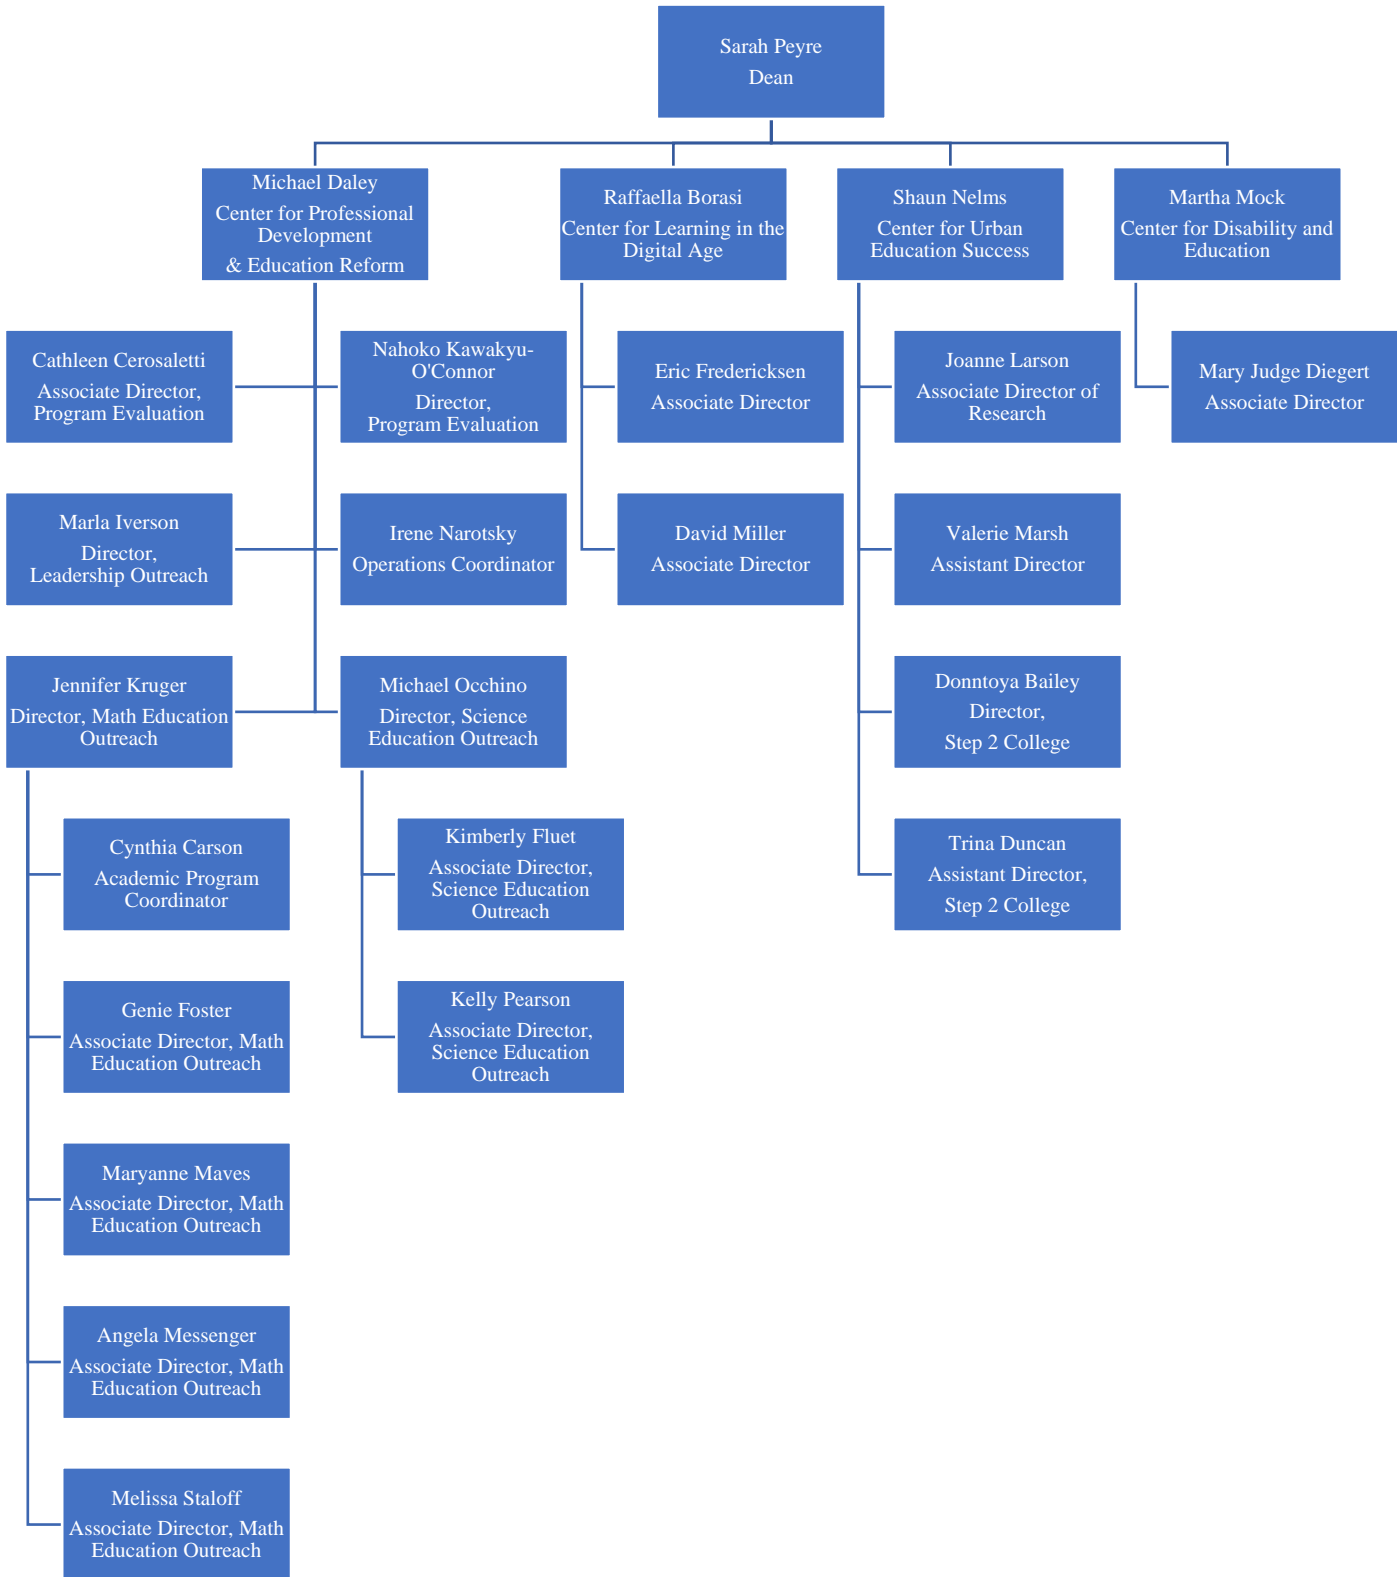 Sarah Peyre
Dean
Michael Daley
Center for Professional
Development
& Education Reform
Raffaella Borasi
Center for Learning in the
Digital Age
Shaun Nelms
Center for Urban
Education Success
Martha Mock
Center for Disability and
Education
Cathleen Cerosaletti
Associate Director,
Program Evaluation
Nahoko Kawakyu-
O'Connor
Director,
Program Evaluation
Eric Fredericksen
Associate Director
Joanne Larson
Associate Director of
Research
Mary Judge Diegert
Associate Director
Marla Iverson
Director,
Leadership Outreach
Irene Narotsky
Operations Coordinator
David Miller
Associate Director
Valerie Marsh
Assistant Director
Jennifer Kruger
Director, Math Education
Outreach
Michael Occhino
Director, Science
Education Outreach
Donntoya Bailey
Director,
Step 2 College
Cynthia Carson
Academic Program
Coordinator
Kimberly Fluet
Associate Director,
Science Education
Outreach
Trina Duncan
Assistant Director,
Step 2 College
Genie Foster
Associate Director, Math
Education Outreach
Kelly Pearson
Associate Director,
Science Education
Outreach
Maryanne Maves
Associate Director, Math
Education Outreach
Angela Messenger
Associate Director, Math
Education Outreach
Melissa Staloff
Associate Director, Math
Education Outreach